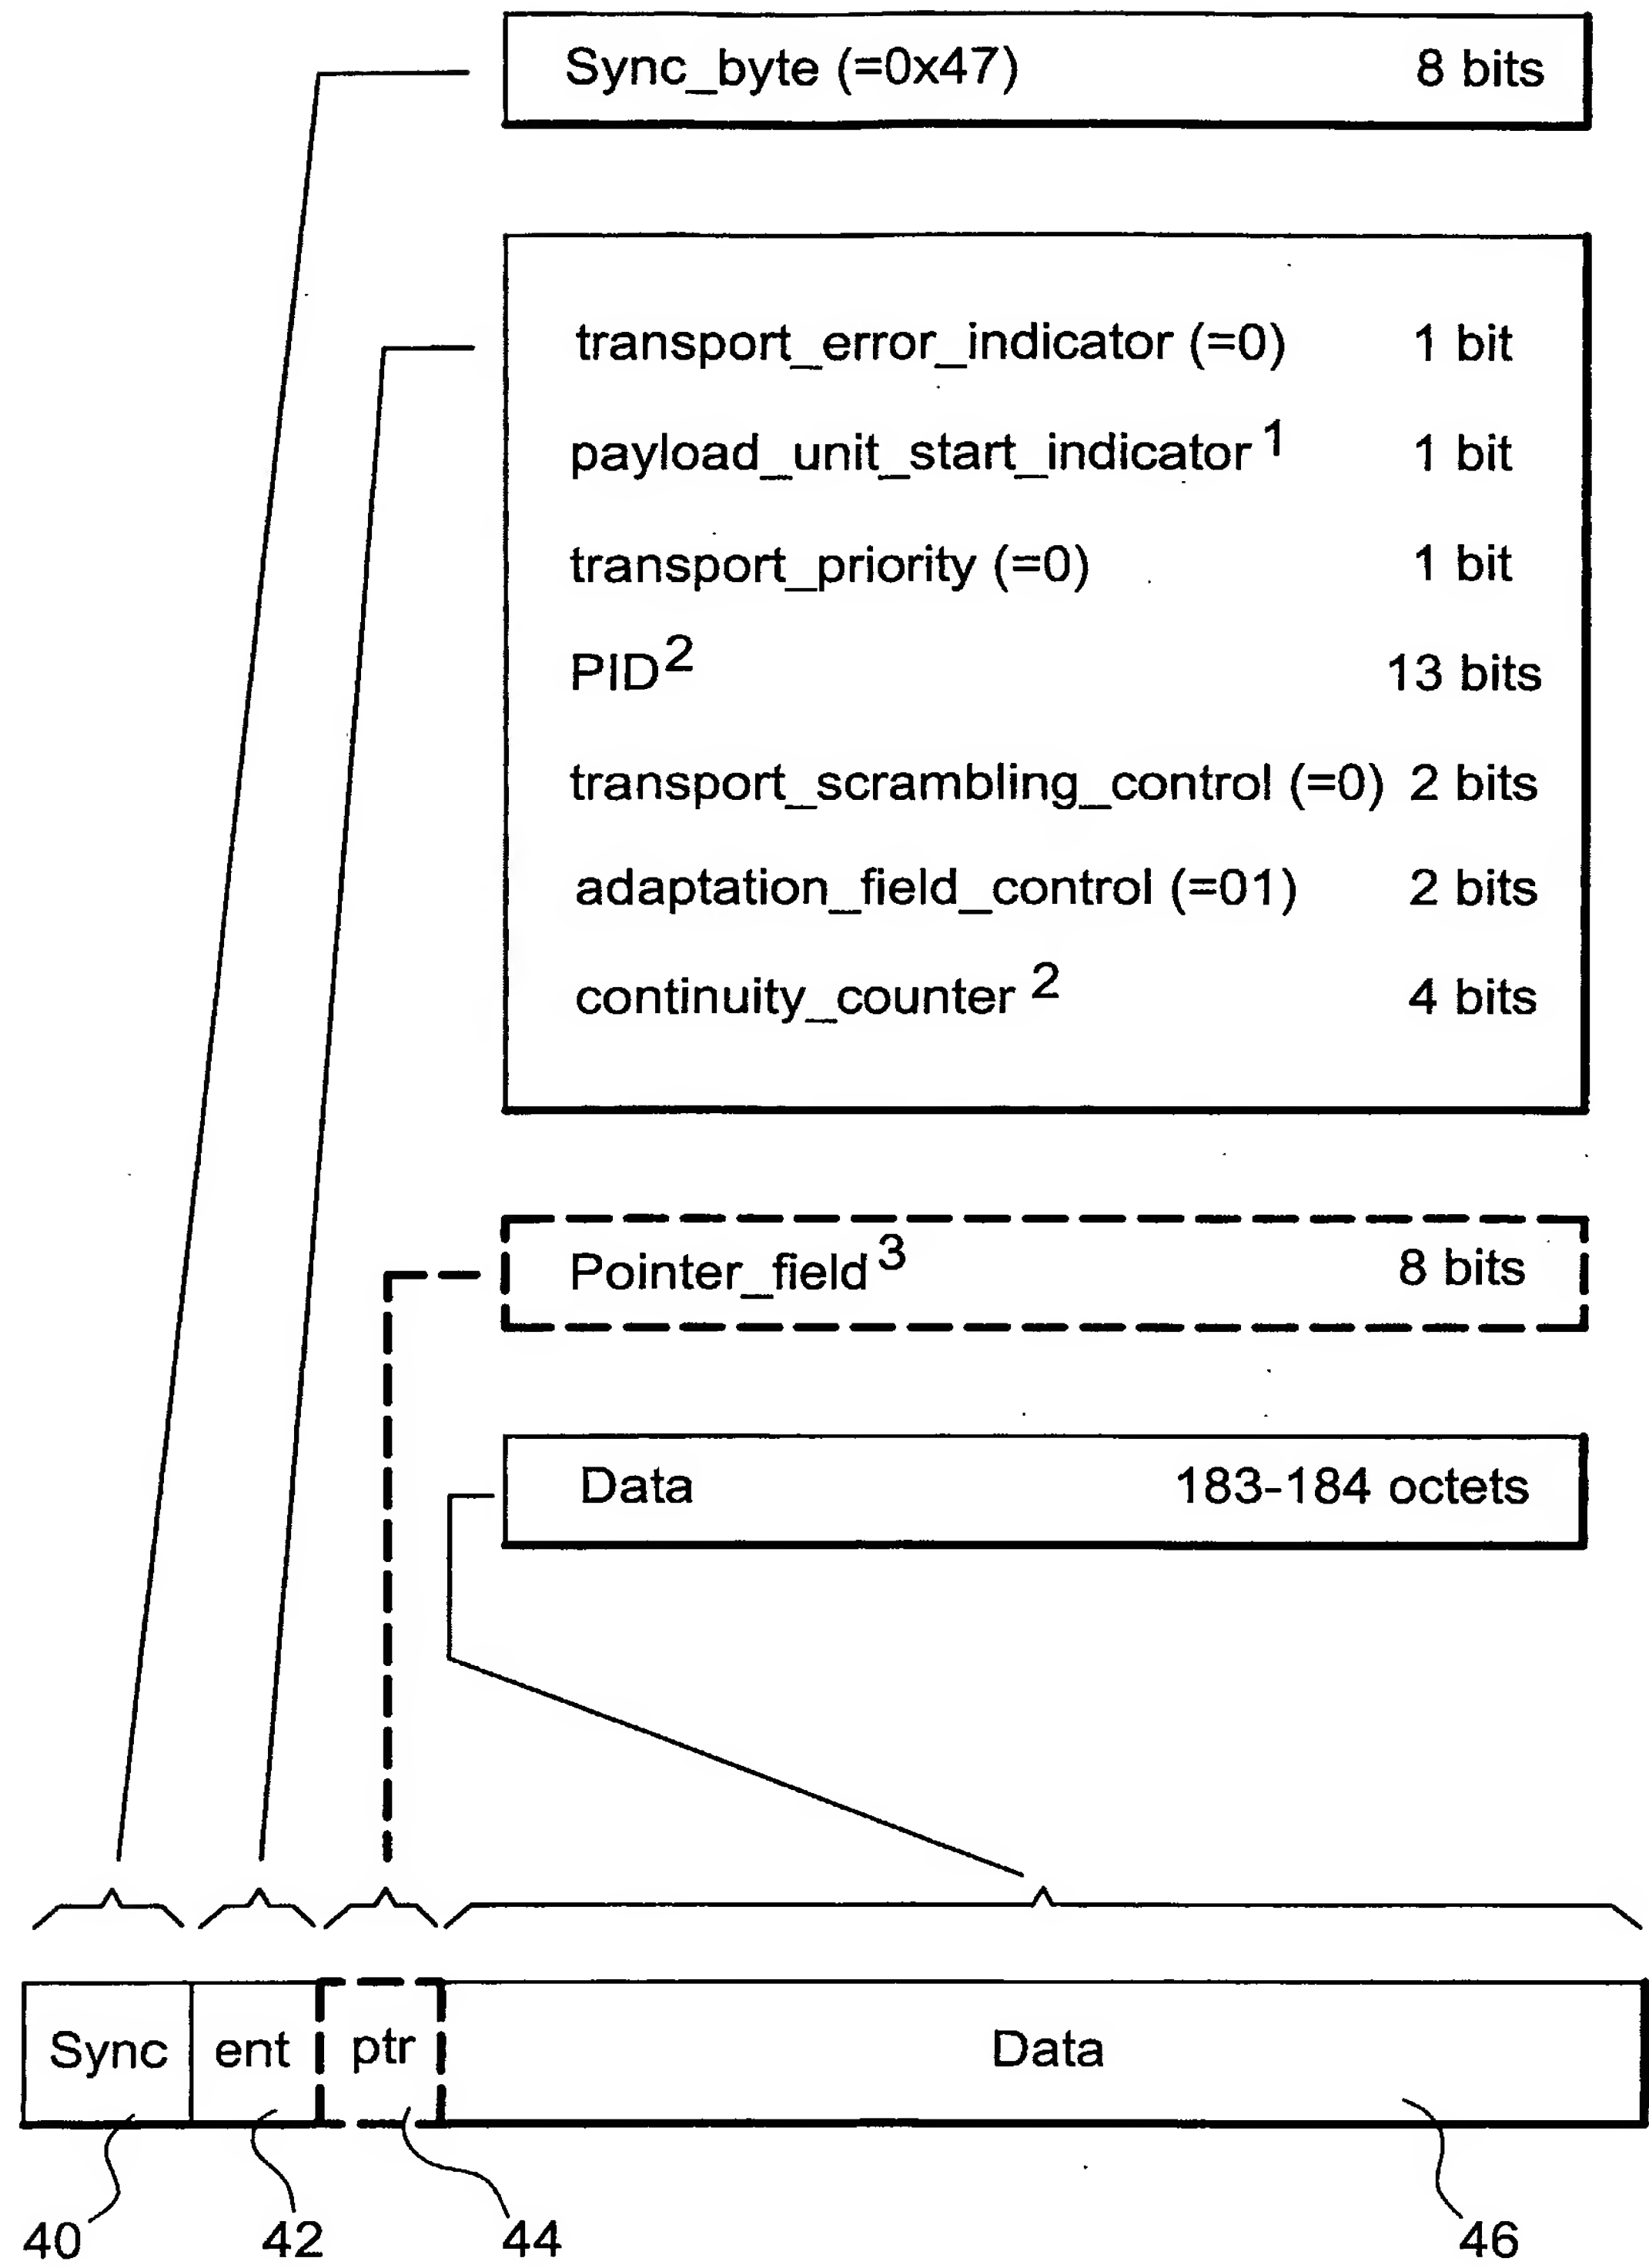 Sync_byte (=0x47) 8 bits
transport_error_indicator (=0) 1 bit
payload_unit_start_indicator 1 1 bit
transport_priority (=0) 1 bit
PID2 13 bits
transport_scrambling_control (=0) 2 bits
adaptation_field_control (=01) 2 bits
continuity_counter 2 4 bits
Pointer_field 3 8 bits
Data 183-184 octets
Sync ent ptr Data
40 42 44 46